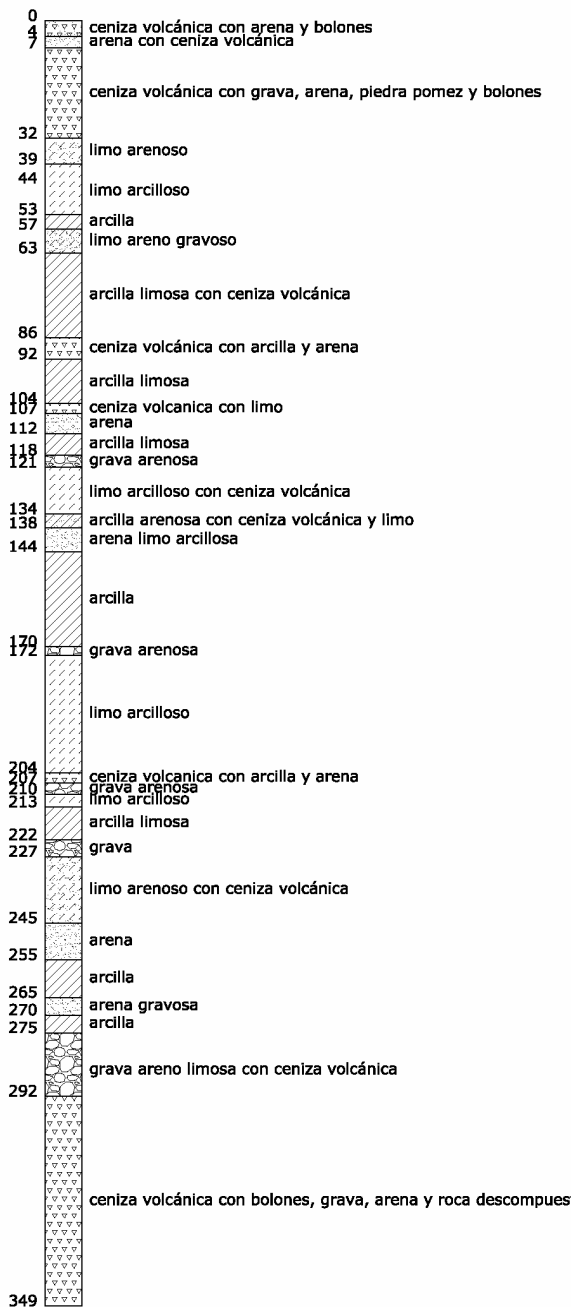 0
ceniza volcánica con arena y bolones
4
arena con ceniza volcánica
7
ceniza volcánica con grava, arena, piedra pomez y bolones
32
limo arenoso
39
44
limo arcilloso
53
arcilla
57
limo areno gravoso
63
arcilla limosa con ceniza volcánica
86
ceniza volcánica con arcilla y arena
92
arcilla limosa
104
ceniza volcanica con limo
107
arena
112
arcilla limosa
118
grava arenosa
121
limo arcilloso con ceniza volcánica
134
arcilla arenosa con ceniza volcánica y limo
138
arena limo arcillosa
144
arcilla
170
grava arenosa
172
limo arcilloso
204
ceniza volcanica con arcilla y arena
207
grava arenosa
210
limo arcilloso
213
arcilla limosa
222
grava
227
limo arenoso con ceniza volcánica
245
arena
255
arcilla
265
arena gravosa
270
arcilla
275
grava areno limosa con ceniza volcánica
292
ceniza volcánica con bolones, grava, arena y roca descompues
349